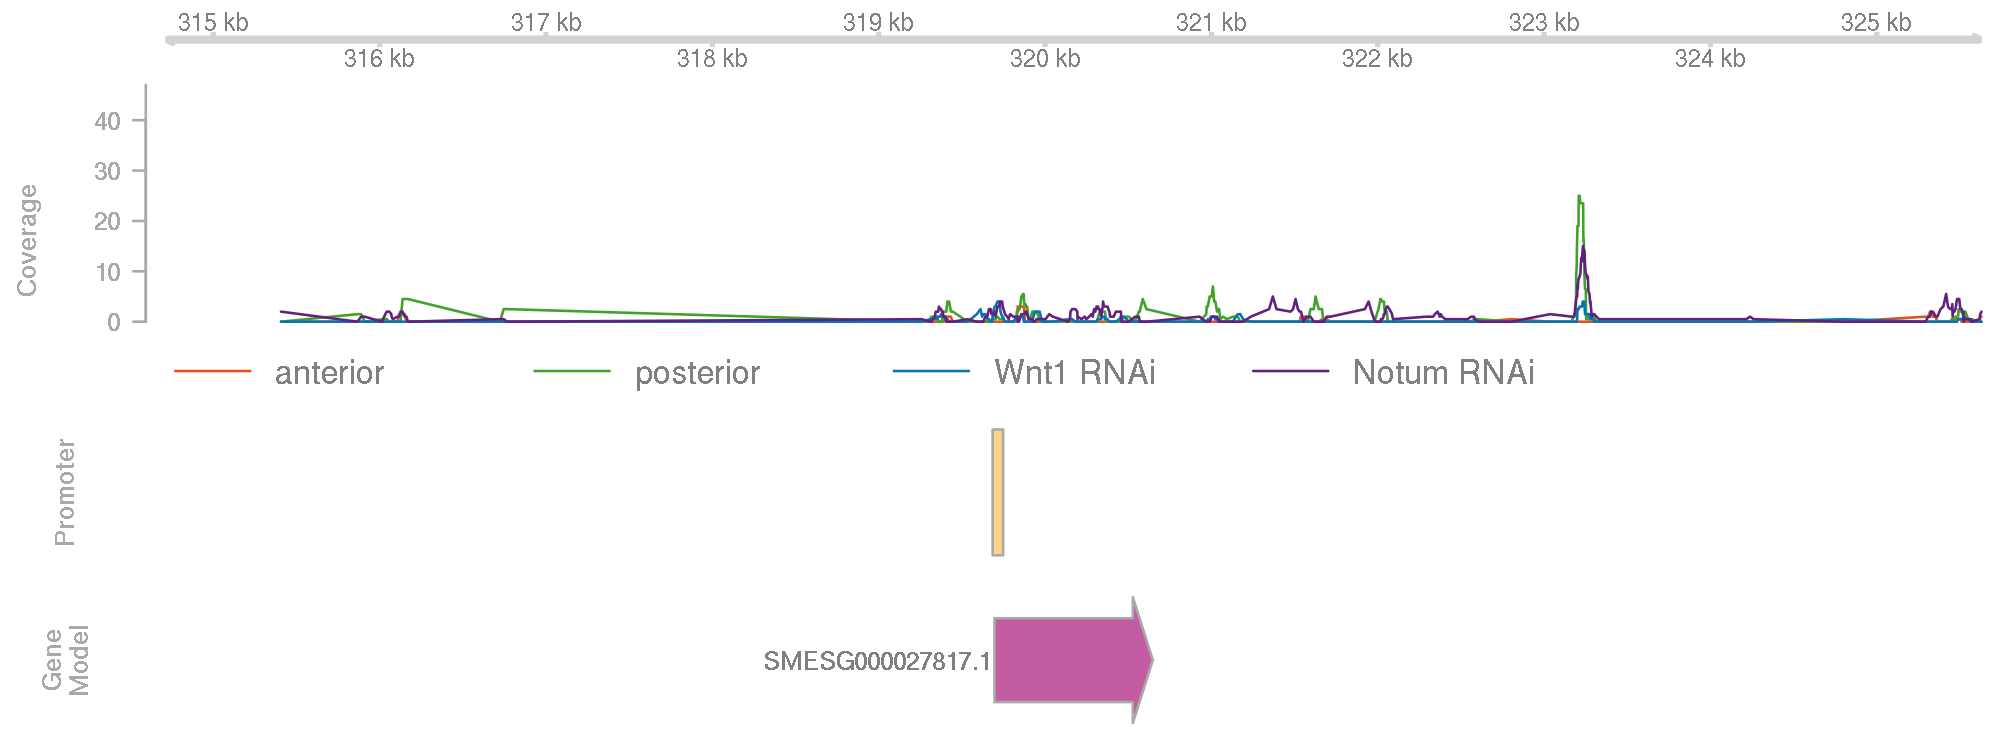 315 kb 317 kb 319 kb 321 kb 323 kb 325 kb
316 kb 318 kb 320 kb 322 kb 324 kb
Coverage
40
30
20
10
0
anterior posterior Wnt1 RNAi Notum RNAi
Promoter
Gene
Model
SMESG000027817.1